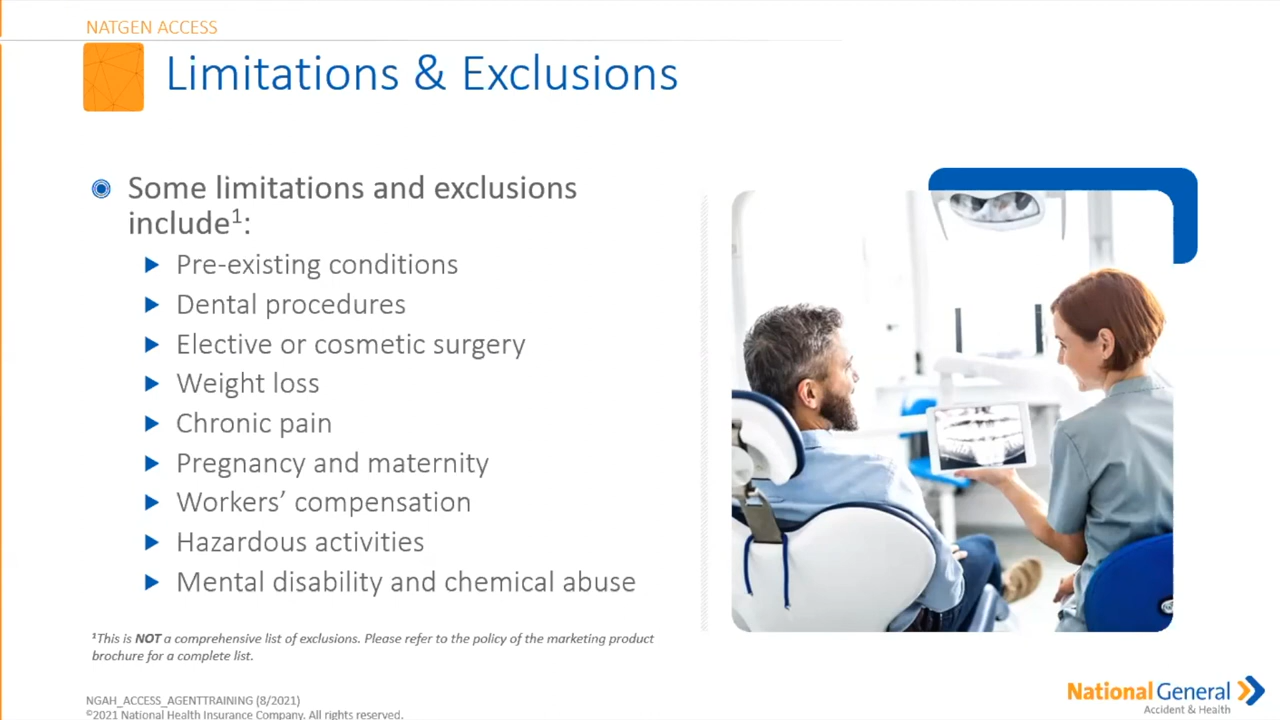 NATGEN ACCESS
Limitations & Exclusions
Some limitations and exclusions
include¹:
Pre-existing conditions
Dental procedures
Elective or cosmetic surgery
Weight loss
Chronic pain
Pregnancy and maternity
Workers’ compensation
Hazardous activities
Mental disability and chemical abuse
¹This is NOT a comprehensive list of exclusions. Please refer to the policy of the marketing product
brochure for a complete list.
NGAH_ACCESS_AGENTTRAINING (8/2021)
©2021 National Health Insurance Company. All rights reserved.
National General
Accident & Health